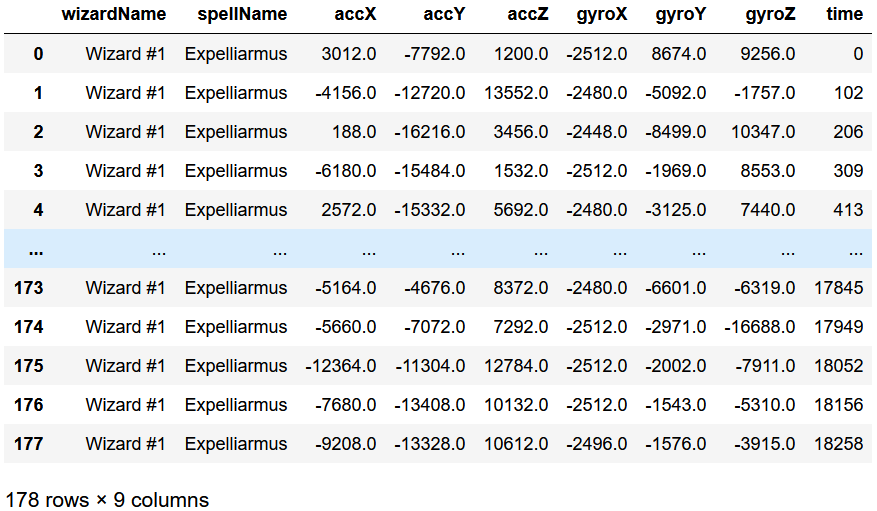 wizardName spellName accX accY accZ gyroX gyroY gyroZ time
0 Wizard #1 Expelliarmus 3012.0 -7792.0 1200.0 -2512.0 8674.0 9256.0 0
1 Wizard #1 Expelliarmus -4156.0 -12720.0 13552.0 -2480.0 -5092.0 -1757.0 102
2 Wizard #1 Expelliarmus 188.0 -16216.0 3456.0 -2448.0 -8499.0 10347.0 206
3 Wizard #1 Expelliarmus -6180.0 -15484.0 1532.0 -2512.0 -1969.0 8553.0 309
4 Wizard #1 Expelliarmus 2572.0 -15332.0 5692.0 -2480.0 -3125.0 7440.0 413
... ... ... ... ... ... ... ... ... ...
173 Wizard #1 Expelliarmus -5164.0 -4676.0 8372.0 -2480.0 -6601.0 -6319.0 17845
174 Wizard #1 Expelliarmus -5660.0 -7072.0 7292.0 -2512.0 -2971.0 -16688.0 17949
175 Wizard #1 Expelliarmus -12364.0 -11304.0 12784.0 -2512.0 -2002.0 -7911.0 18052
176 Wizard #1 Expelliarmus -7680.0 -13408.0 10132.0 -2512.0 -1543.0 -5310.0 18156
177 Wizard #1 Expelliarmus -9208.0 -13328.0 10612.0 -2496.0 -1576.0 -3915.0 18258
178 rows × 9 columns